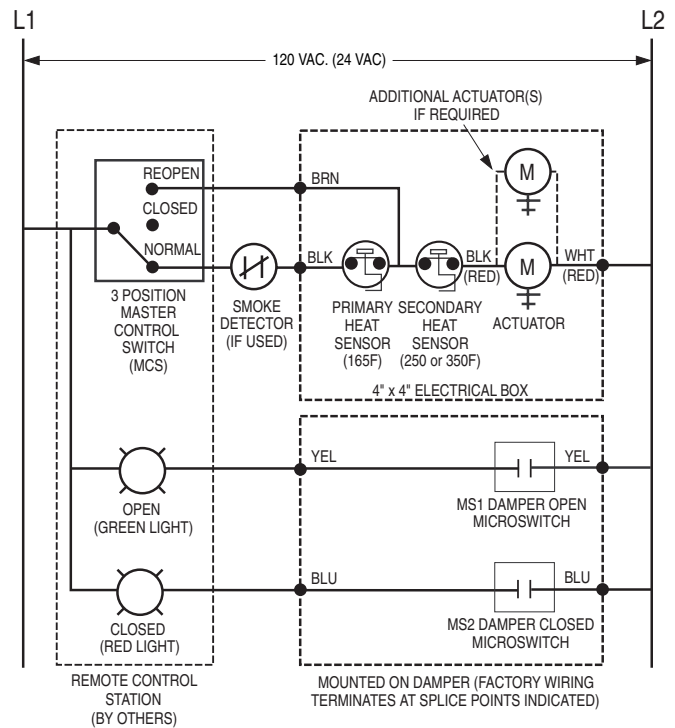 L1
L2
120 VAC. (24 VAC)
ADDITIONAL ACTUATOR(S)
IF REQUIRED
REOPEN
CLOSED
NORMAL
3 POSITION
MASTER
CONTROL
SWITCH
(MCS)
SMOKE
DETECTOR
(IF USED)
BRN
BLK
PRIMARY
HEAT
SENSOR
(165F)
SECONDARY
HEAT
SENSOR
(250 or 350F)
BLK
(RED)
M
M
ACTUATOR
WHT
(RED)
4" x 4" ELECTRICAL BOX
OPEN
(GREEN LIGHT)
YEL
YEL
MS1 DAMPER OPEN
MICROSWITCH
CLOSED
(RED LIGHT)
BLU
BLU
MS2 DAMPER CLOSED
MICROSWITCH
REMOTE CONTROL
STATION
(BY OTHERS)
MOUNTED ON DAMPER (FACTORY WIRING
TERMINATES AT SPLICE POINTS INDICATED)